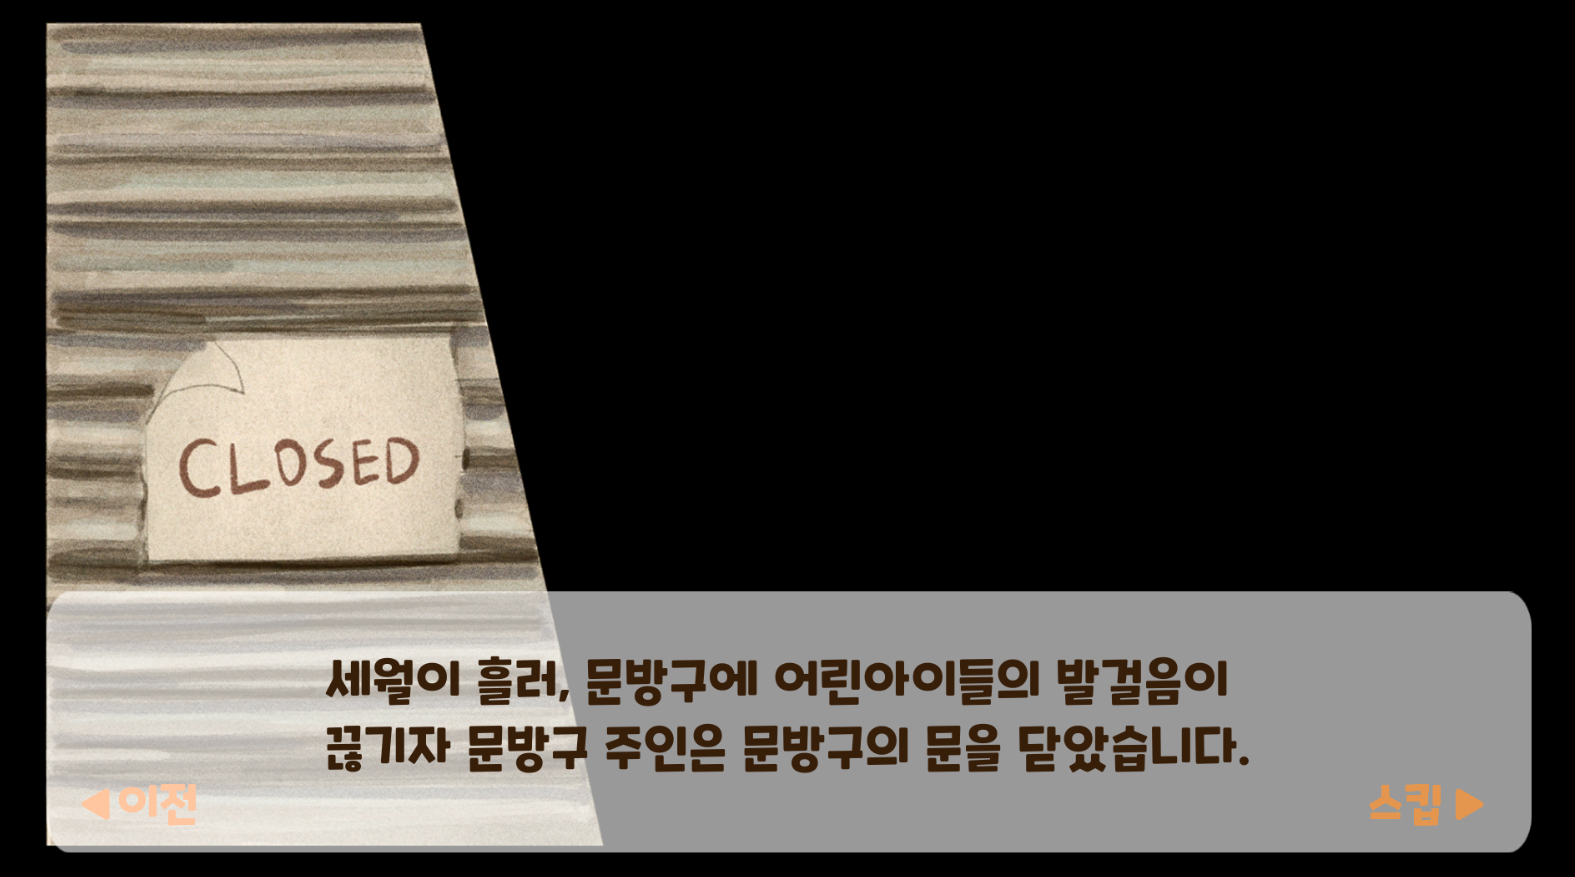 CLOSED
세월이 흘러, 문방구에 어린아이들의 발걸음이
끊기자 문방구 주인은 문방구의 문을 닫았습니다.
◀ 이전
스킵 ▶